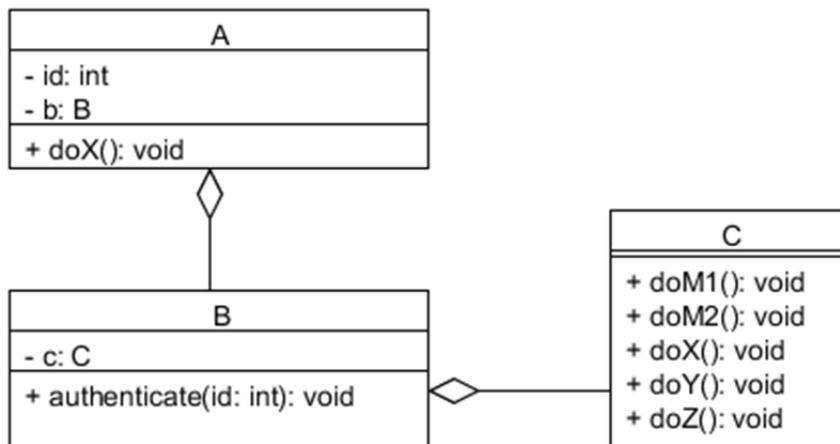 A
- id: int
- b: B
+ doX(): void
B
- c: C
+ authenticate(id: int): void
C
+ doM1(): void
+ doM2(): void
+ doX(): void
+ doY(): void
+ doZ(): void